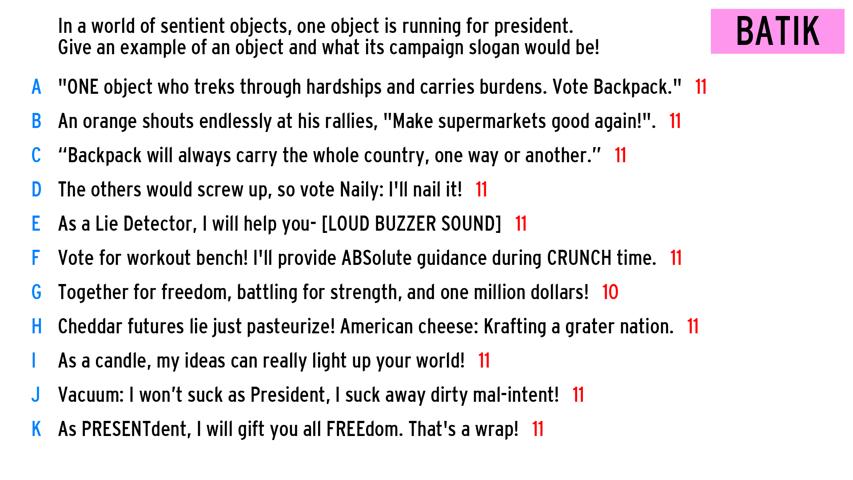 In a world of sentient objects, one object is running for president.
Give an example of an object and what its campaign slogan would be!
BATIK
A "ONE object who treks through hardships and carries burdens. Vote Backpack." 11
B An orange shouts endlessly at his rallies, "Make supermarkets good again!". 11
C “Backpack will always carry the whole country, one way or another.” 11
D The others would screw up, so vote Naily: I'll nail it! 11
E As a Lie Detector, I will help you- [LOUD BUZZER SOUND] 11
F Vote for workout bench! I'll provide ABSolute guidance during CRUNCH time. 11
G Together for freedom, battling for strength, and one million dollars! 10
H Cheddar futures lie just pasteurize! American cheese: Krafting a grater nation. 11
I As a candle, my ideas can really light up your world! 11
J Vacuum: I won’t suck as President, I suck away dirty mal-intent! 11
K As PRESENTdent, I will gift you all FREEdom. That's a wrap! 11